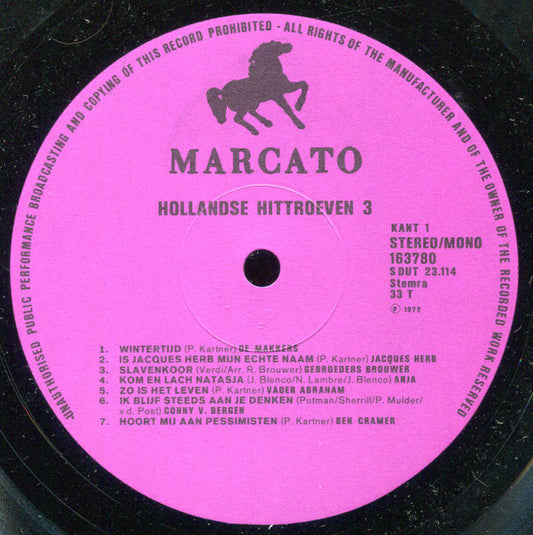 UNAUTHORISED PUBLIC PERFORMANCE BROADCASTING AND COPYING OF THIS RECORD PROHIBITED - ALL RIGHTS OF THE MANUFACTURER AND OF THE OWNER OF THE RECORDED WORK RESERVED
MARCATO
HOLLANDSE HITTROEVEN 3
KANT 1
STEREO/MONO
163780
S DUT 23.114
Stemra
33 T
℗ 1972
1. WINTERTIJD (P. Kartner) DE MAKKERS
2. IS JACQUES HERB MIJN ECHTE NAAM (P. Kartner) JACQUES HERB
3. SLAVENKOOR (Verdi/Arr. R. Brouwer) GEBROEDERS BROUWER
4. KOM EN LACH NATASJA (J. Blenco/N. Lambre/J. Blenco) ANJA
5. ZO IS HET LEVEN (P. Kartner) VADER ABRAHAM
6. IK BLIJF STEEDS AAN JE DENKEN (Putman/Sherrill/P. Mulder/
v.d. Post) CONNY V. BERGEN
7. HOORT MIJ AAN PESSIMISTEN (P. Kartner) BEN CRAMER